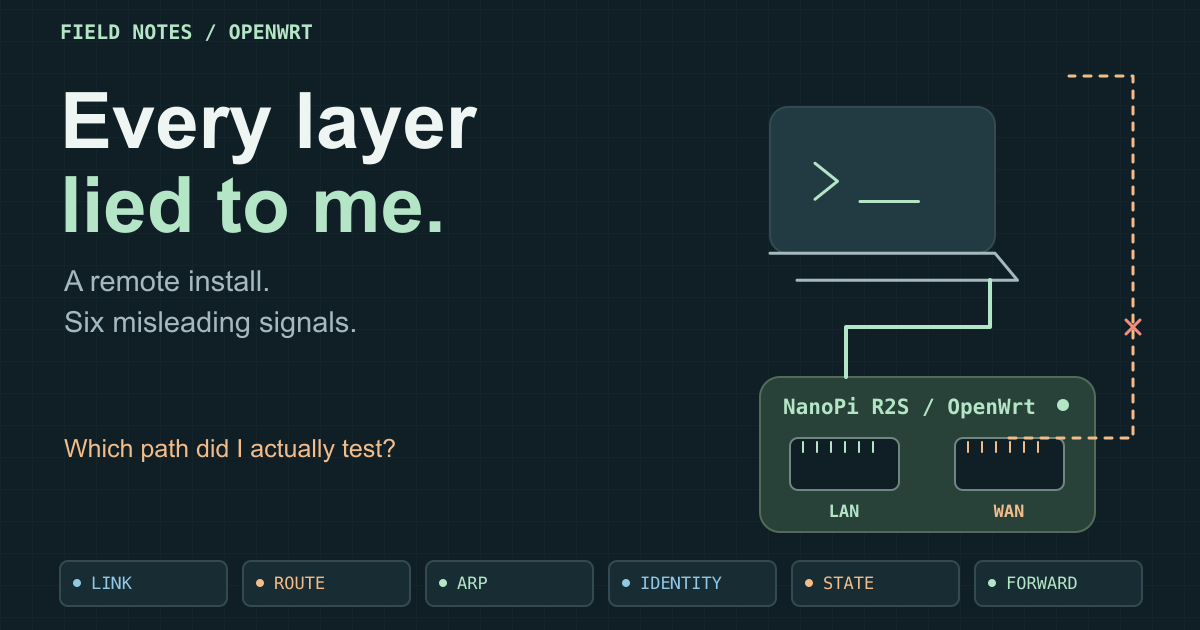 FIELD NOTES / OPENWRT
Every layer
lied to me.
A remote install.
Six misleading signals.
Which path did I actually test?
>_
NanoPi R2S / OpenWrt
LAN
WAN
LINK
ROUTE
ARP
IDENTITY
STATE
FORWARD